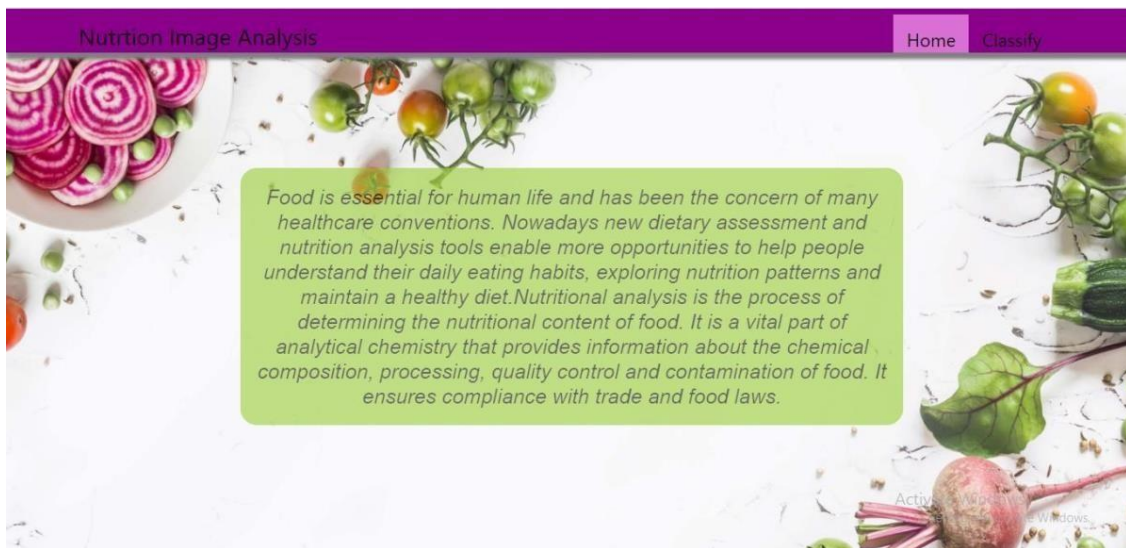 Nutrtion Image Analysis
Home
Classify
Food is essential for human life and has been the concern of many
healthcare conventions. Nowadays new dietary assessment and
nutrition analysis tools enable more opportunities to help people
understand their daily eating habits, exploring nutrition patterns and
maintain a healthy diet.Nutritional analysis is the process of
determining the nutritional content of food. It is a vital part of
analytical chemistry that provides information about the chemical
composition, processing, quality control and contamination of food. It
ensures compliance with trade and food laws.
Windows.